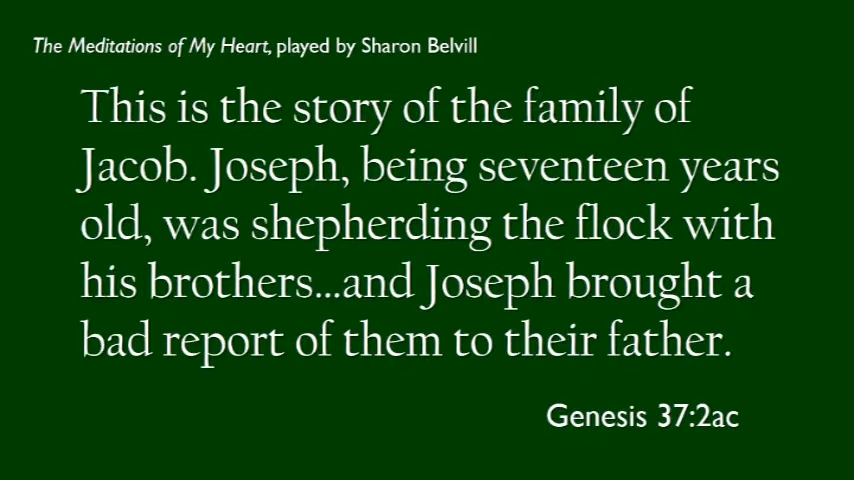 The Meditations of My Heart, played by Sharon Belvill
This is the story of the family of
Jacob. Joseph, being seventeen years
old, was shepherding the flock with
his brothers...and Joseph brought a
bad report of them to their father.
Genesis 37:2ac